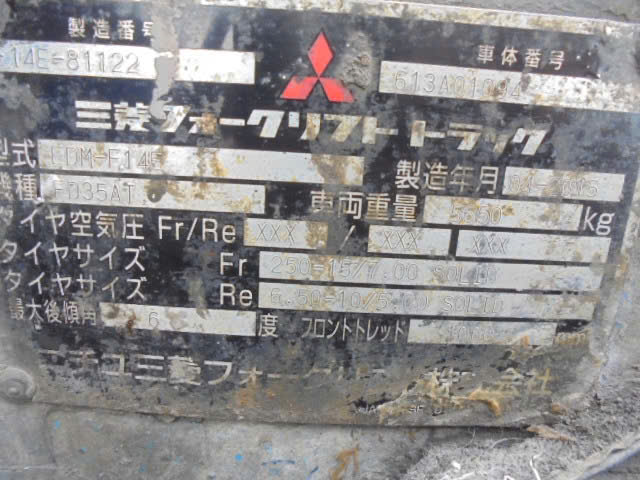 製造番号
14E-81122
車体番号
613A01094
三菱フォークリフトトラック
型式
製造年月
機種 FD35AT 車両重量 kg
タイヤ空気圧 Fr/Re XXX / XXX XXX
タイヤサイズ Fr 250-15/7.00 SOLID
タイヤサイズ Re 6.50-10/5.00 SOLID
最大後傾角 6 度 フロントトレッド
ニチユ三菱フォークリフト株式会社